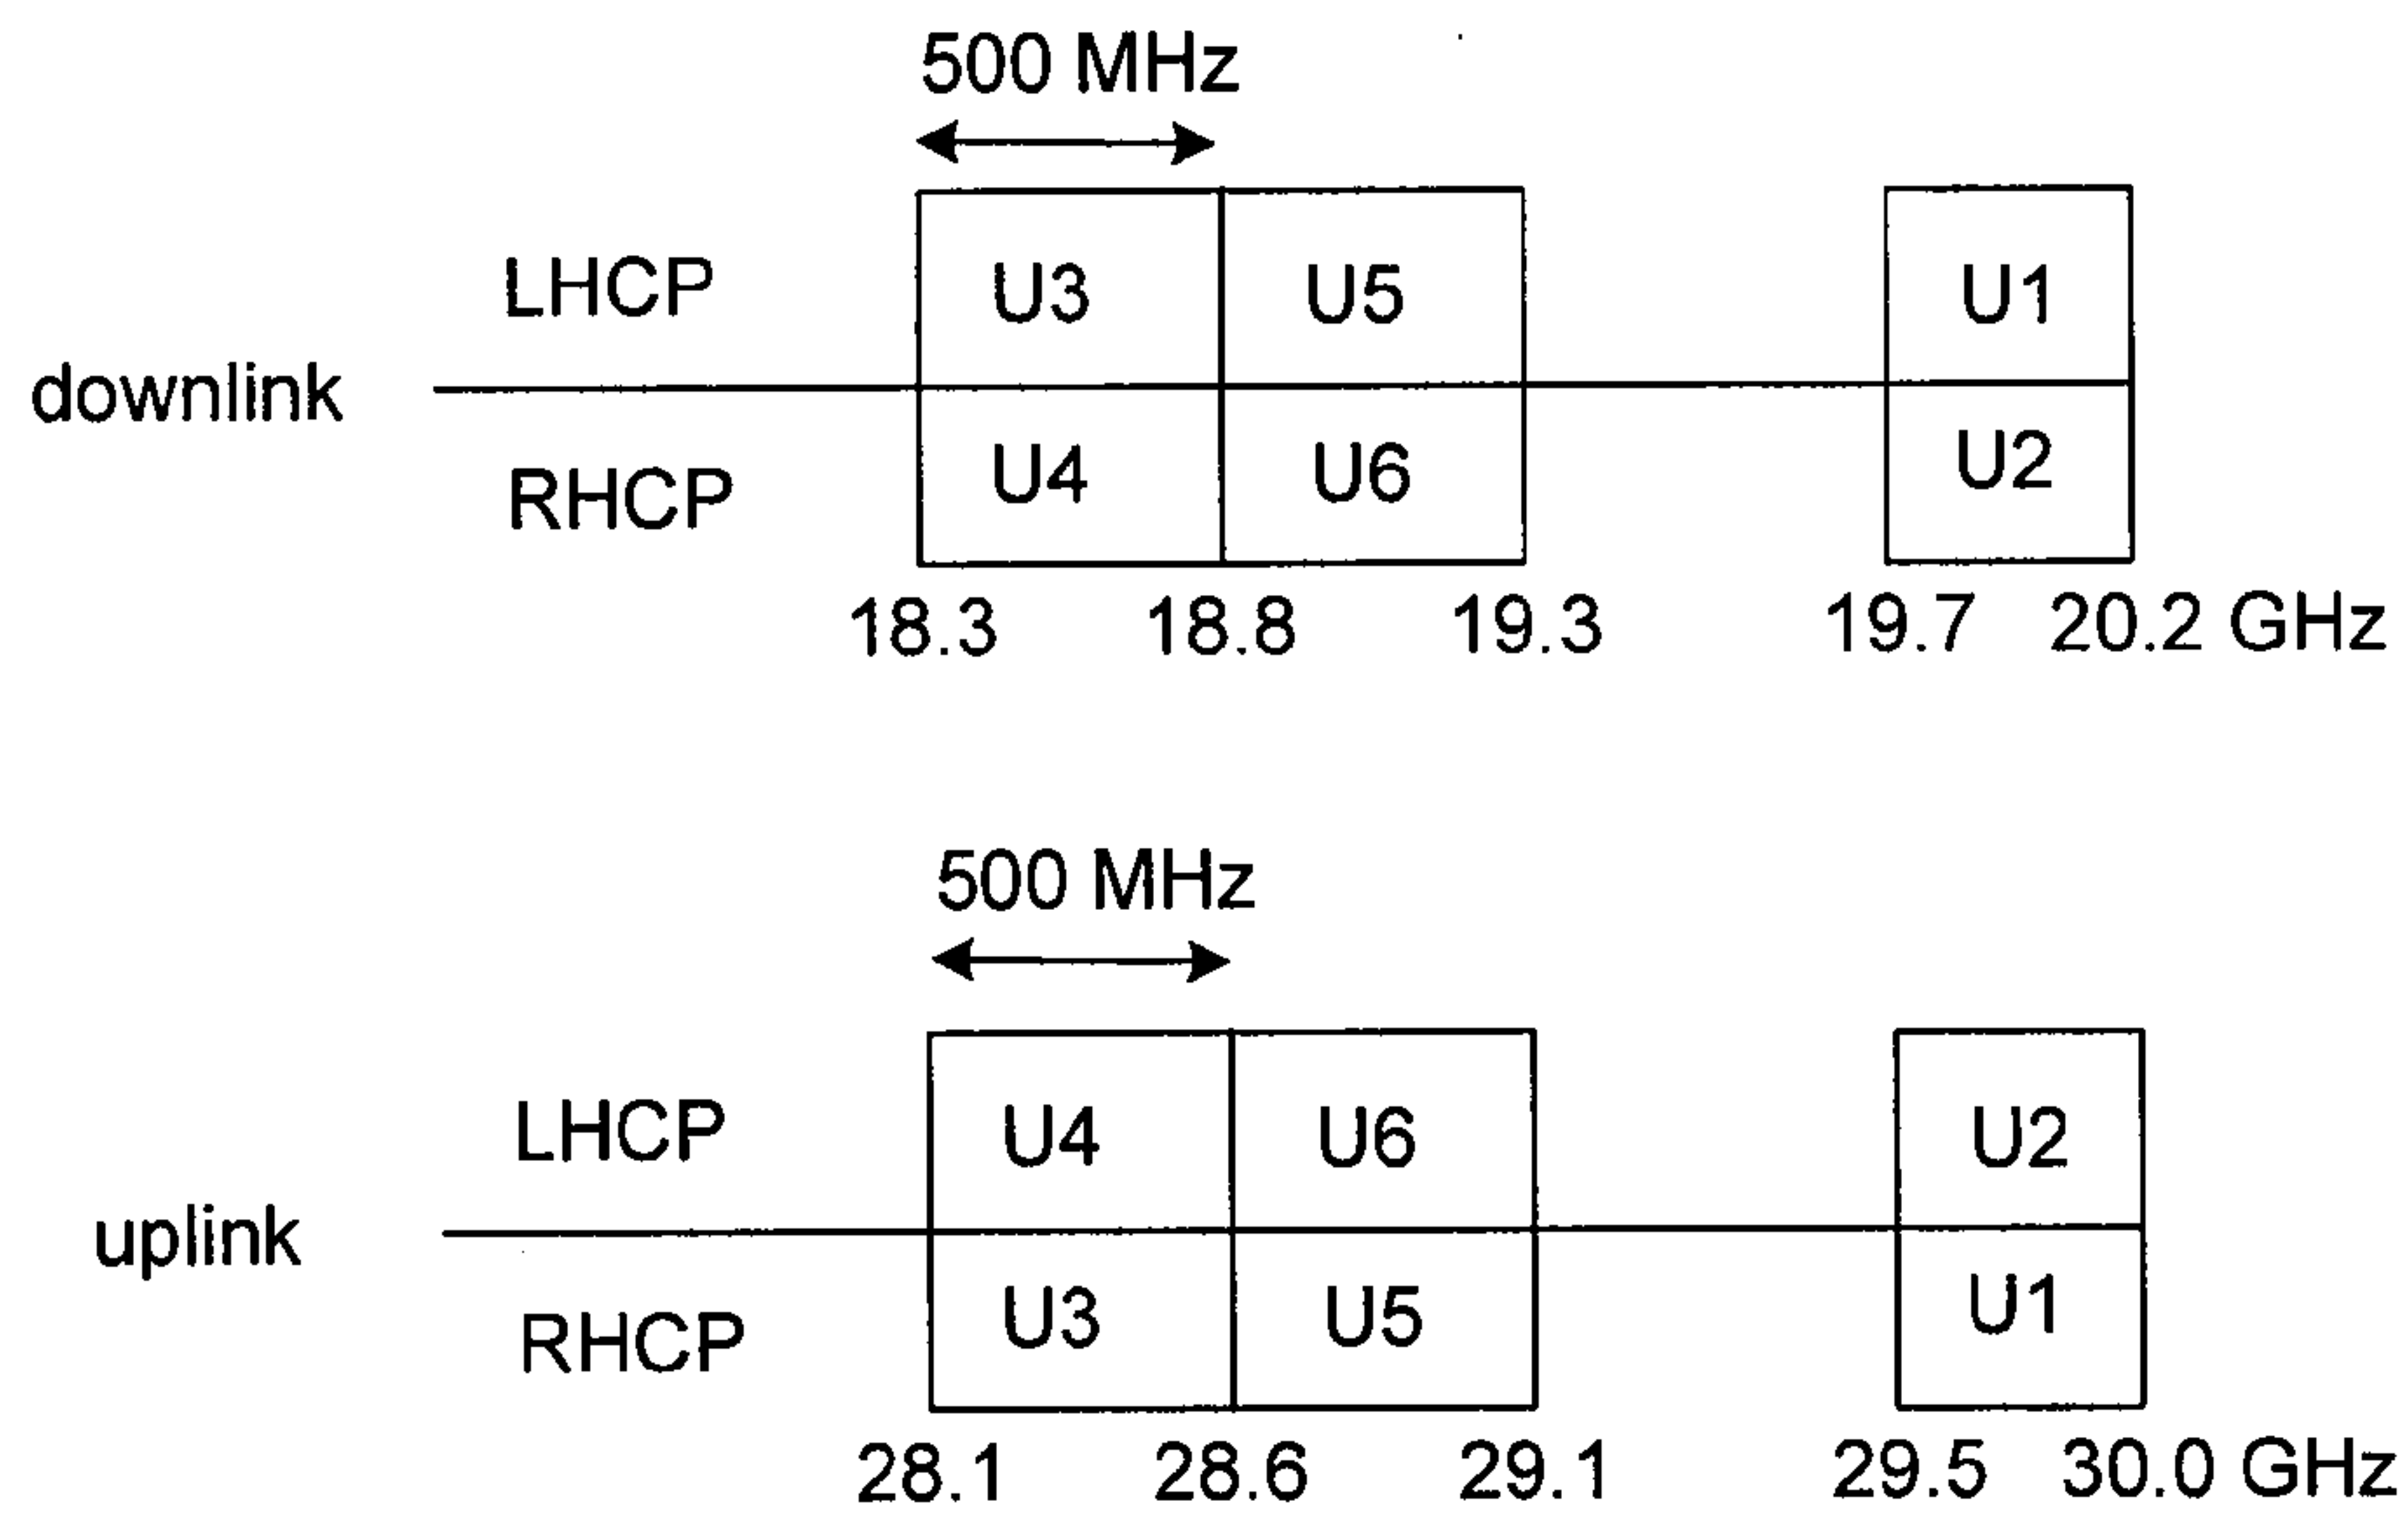 500 MHz
LHCP U3 U5 U1
downlink
RHCP U4 U6 U2
18.3 18.8 19.3 19.7 20.2 GHz
500 MHz
LHCP U4 U6 U2
uplink
RHCP U3 U5 U1
28.1 28.6 29.1 29.5 30.0 GHz